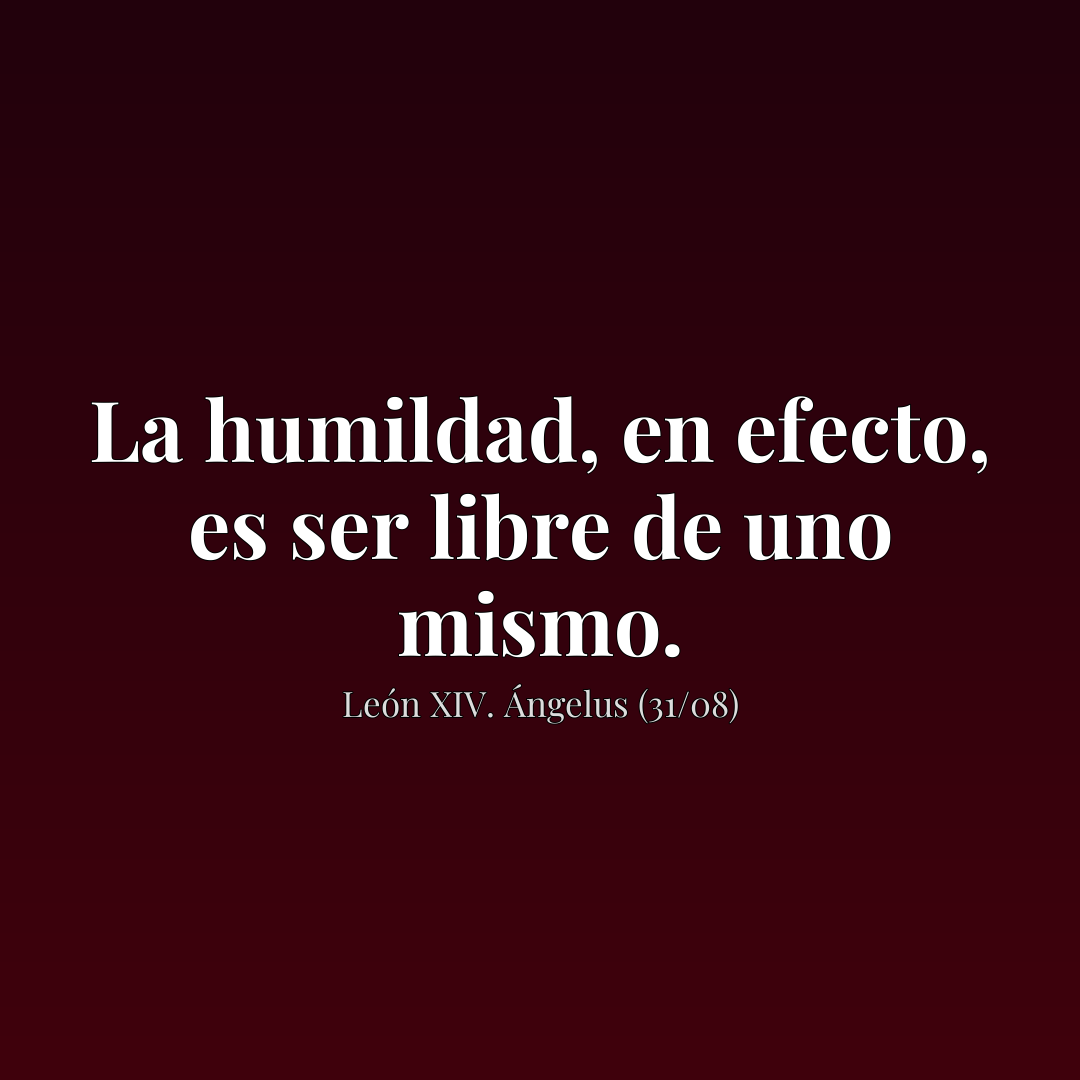 La humildad, en efecto,
es ser libre de uno
mismo.
León XIV. Ángelus (31/08)